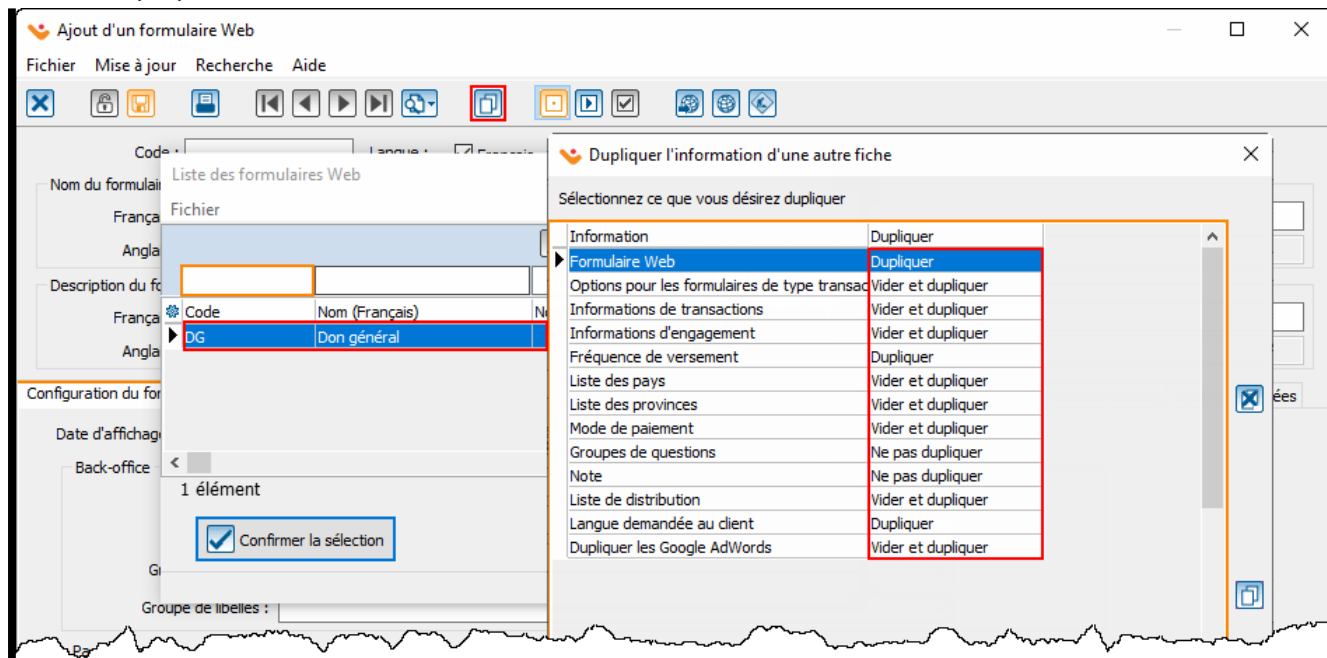 Ajout d'un formulaire Web
Fichier Mise à jour Recherche Aide
Code : Langue : Français
Nom du formulai
França
Angla
Description du fo
França
Angla
Configuration du for
Date d'affichag
Back-office
G
Groupe de libellés :
Pa
ées
Liste des formulaires Web
Fichier
Code Nom (Français) N
DG Don général
1 élément
Confirmer la sélection
Dupliquer l'information d'une autre fiche
Sélectionnez ce que vous désirez dupliquer
Information Dupliquer
Formulaire Web Dupliquer
Options pour les formulaires de type transac Vider et dupliquer
Informations de transactions Vider et dupliquer
Informations d'engagement Vider et dupliquer
Fréquence de versement Dupliquer
Liste des pays Vider et dupliquer
Liste des provinces Vider et dupliquer
Mode de paiement Vider et dupliquer
Groupes de questions Ne pas dupliquer
Note Ne pas dupliquer
Liste de distribution Vider et dupliquer
Langue demandée au client Dupliquer
Dupliquer les Google AdWords Vider et dupliquer